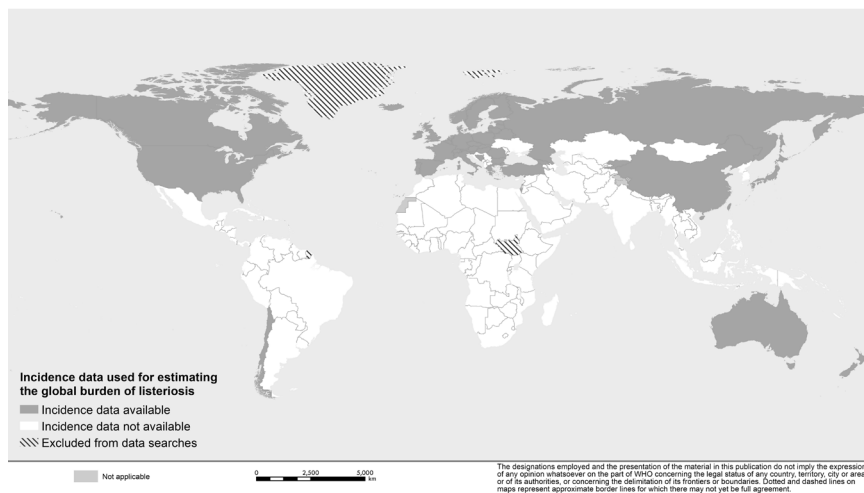 Incidence data used for estimating
the global burden of listeriosis
Incidence data available
Incidence data not available
Excluded from data searches
Not applicable
0 2,500 5,000
km
The designations employed and the presentation of the material in this publication do not imply the expression
of any opinion whatsoever on the part of WHO concerning the legal status of any country, territory, city or area
or of its authorities, or concerning the delimitation of its frontiers or boundaries. Dotted and dashed lines on
maps represent approximate border lines for which there may not yet be full agreement.